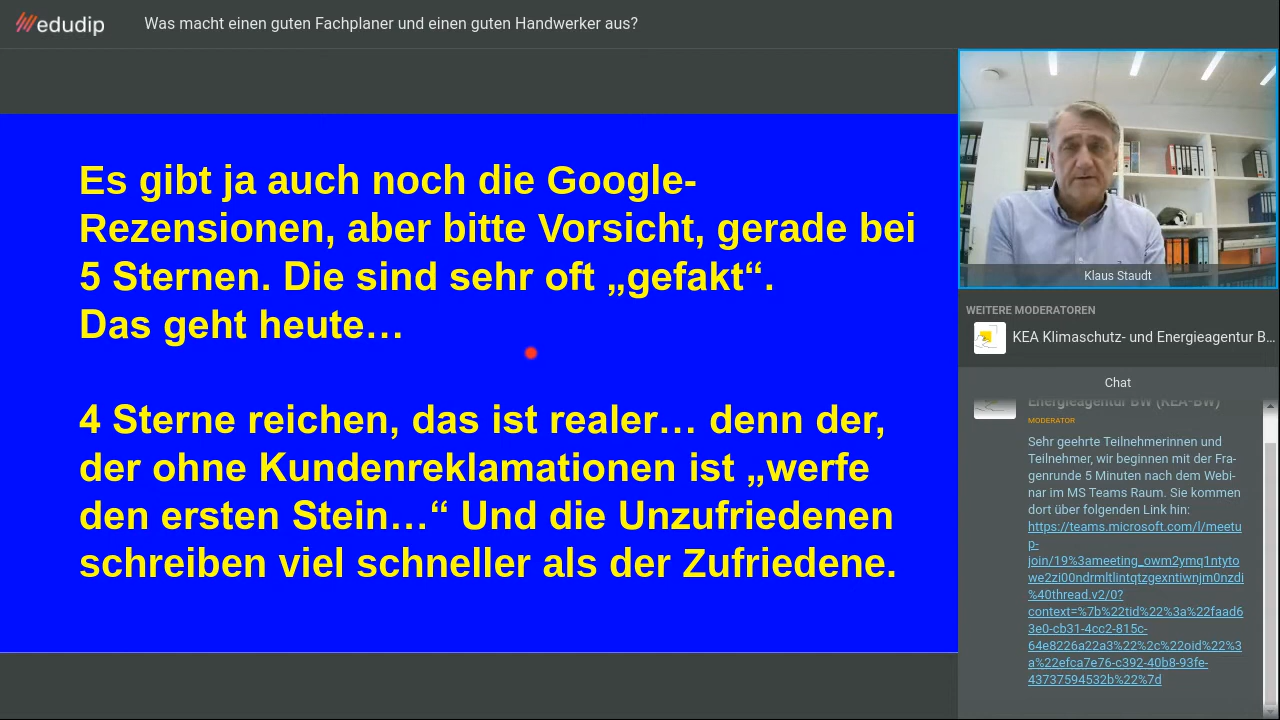 edudip
Was macht einen guten Fachplaner und einen guten Handwerker aus?
Es gibt ja auch noch die Google-
Rezensionen, aber bitte Vorsicht, gerade bei
5 Sternen. Die sind sehr oft „gefakt“.
Das geht heute…
4 Sterne reichen, das ist realer… denn der,
der ohne Kundenreklamationen ist „werfe
den ersten Stein…“ Und die Unzufriedenen
schreiben viel schneller als der Zufriedene.
Klaus Staudt
WEITERE MODERATOREN
KEA Klimaschutz- und Energieagentur B…
Chat
Energieagentur BW (KEA-BW)
MODERATOR
Sehr geehrte Teilnehmerinnen und
Teilnehmer, wir beginnen mit der Fra-
genrunde 5 Minuten nach dem Webi-
nar im MS Teams Raum. Sie kommen
dort über folgenden Link hin:
https://teams.microsoft.com/l/meetu
p-
join/19%3ameeting_owm2ymq1ntyto
we2zi00ndrmltlintqtzgexntiwnjm0nzdi
%40thread.v2/0?
context=%7b%22tid%22%3a%22faad6
3e0-cb31-4cc2-815c-
64e8226a22a3%22%2c%22oid%22%3
a%22efca7e76-c392-40b8-93fe-
43737594532b%22%7d